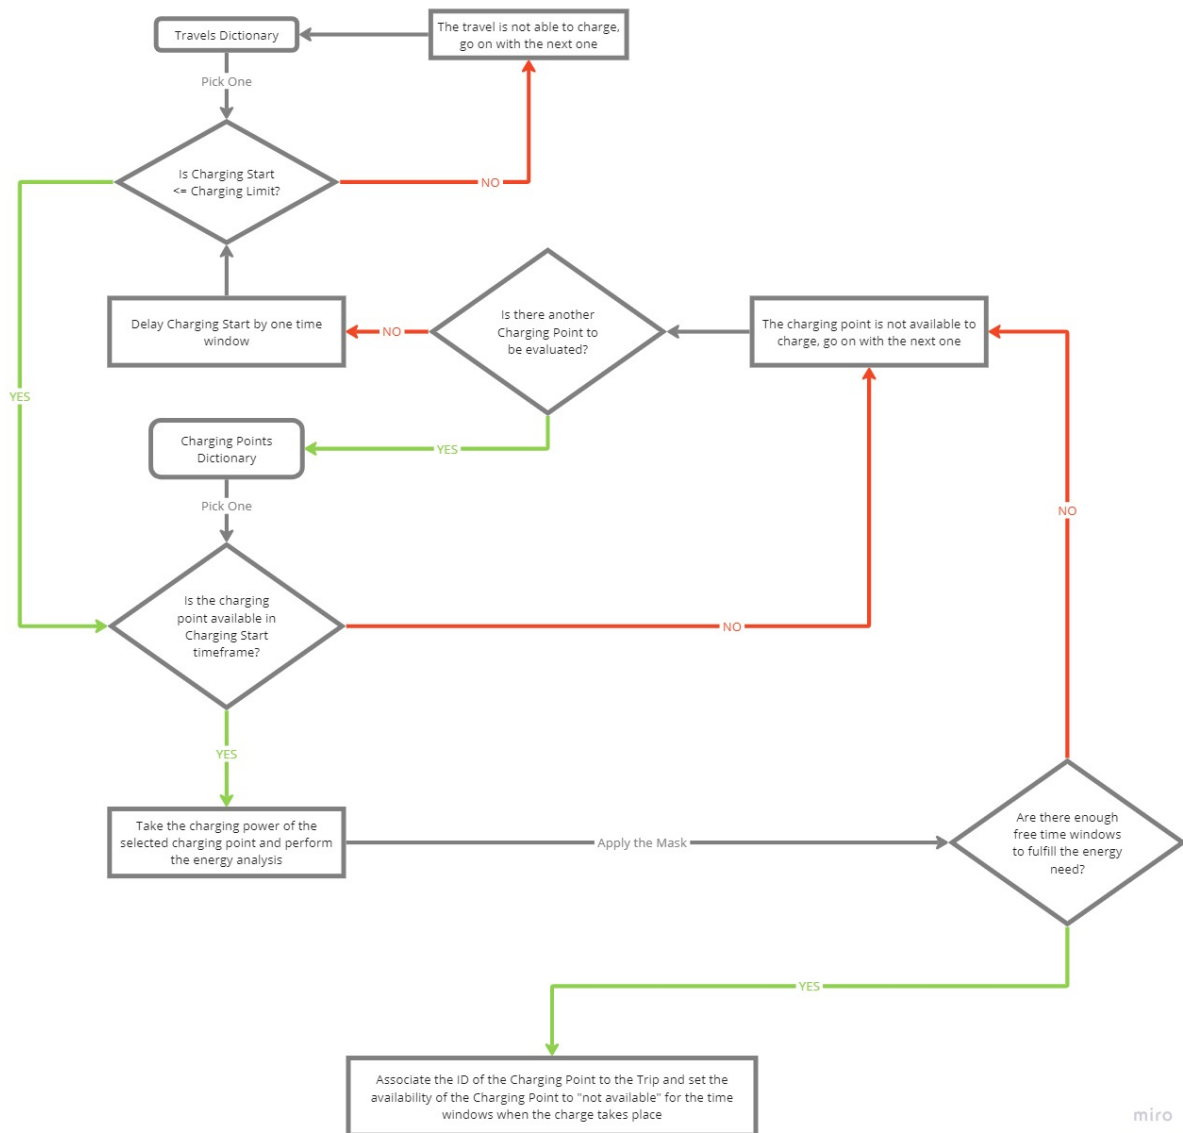 Travels Dictionary
The travel is not able to charge,
go on with the next one
Pick One
Is Charging Start
<= Charging Limit?
NO
Delay Charging Start by one time
window
NO
Is there another
Charging Point to
be evaluated?
The charging point is not available to
charge, go on with the next one
YES
Charging Points
Dictionary
YES
Pick One
NO
Is the charging
point available in
Charging Start
timeframe?
NO
YES
Take the charging power of the
selected charging point and perform
the energy analysis
Apply the Mask
Are there enough
free time windows
to fulfill the energy
need?
YES
Associate the ID of the Charging Point to the Trip and set the
availability of the Charging Point to "not available" for the time
windows when the charge takes place
miro